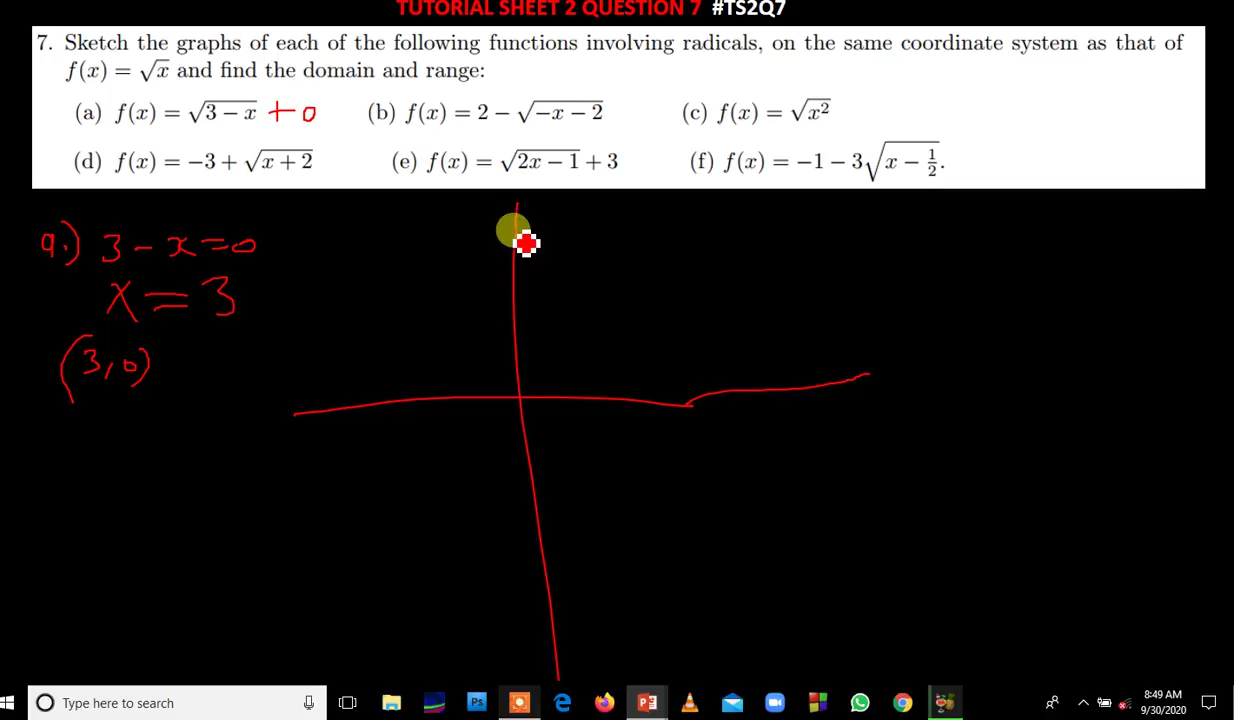 TUTORIAL SHEET 2 QUESTION 7 #TS2Q7
7. Sketch the graphs of each of the following functions involving radicals, on the same coordinate system as that of
f(x) = √x and find the domain and range:
(a) f(x) = √(3 − x) + 0 (b) f(x) = 2 − √(−x − 2) (c) f(x) = √(x²)
(d) f(x) = −3 + √(x + 2) (e) f(x) = √(2x − 1) + 3 (f) f(x) = −1 − 3√(x − 1/2).
a.) 3 − x = 0
x = 3
(3, 0)
Type here to search
8:49 AM
9/30/2020